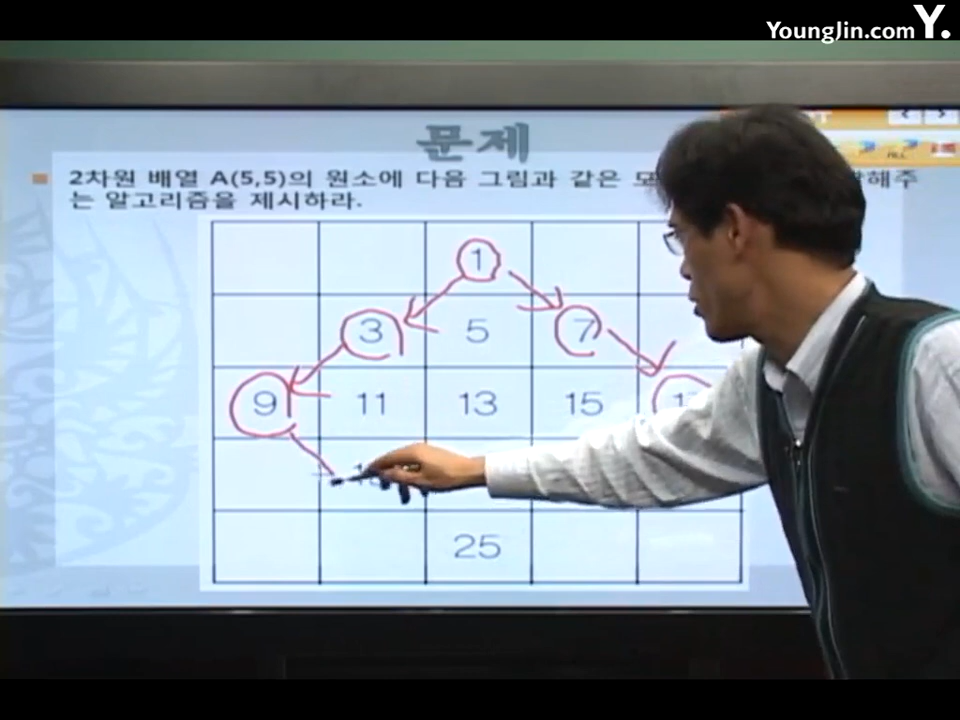 YoungJin.com Y.
문제
2차원 배열 A(5,5)의 원소에 다음 그림과 같은 해주
는 알고리즘을 제시하라.
1
3 5 7
9 11 13 15
25